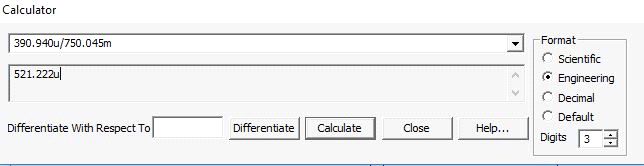 Calculator
390.940u/750.045m
521.222u
Format
Scientific
Engineering
Decimal
Default
Differentiate With Respect To
Differentiate
Calculate
Close
Help...
Digits
3